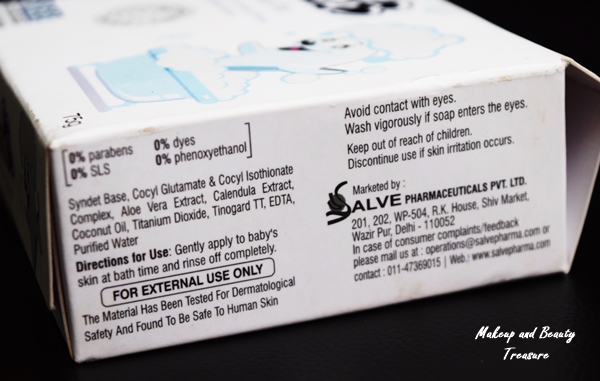 75g
0% parabens 0% dyes
0% SLS 0% phenoxyethanol
Syndet Base, Cocyl Glutamate & Cocyl Isothionate
Complex, Aloe Vera Extract, Calendula Extract,
Coconut Oil, Titanium Dioxide, Tinogard TT, EDTA,
Purified Water
Directions for Use: Gently apply to baby's
skin at bath time and rinse off completely.
FOR EXTERNAL USE ONLY
The Material Has Been Tested For Dermatological
Safety And Found To Be Safe To Human Skin
Avoid contact with eyes.
Wash vigorously if soap enters the eyes.
Keep out of reach of children.
Discontinue use if skin irritation occurs.
Marketed by :
SALVE PHARMACEUTICALS PVT. LTD.
201, 202, WP-504, R.K. House, Shiv Market,
Wazir Pur, Delhi - 110052
In case of consumer complaints/feedback
please mail us at : operations@salvepharma.com or
contact : 011-47369015 | Web.: www.salvepharma.com
Makeup and Beauty
Treasure